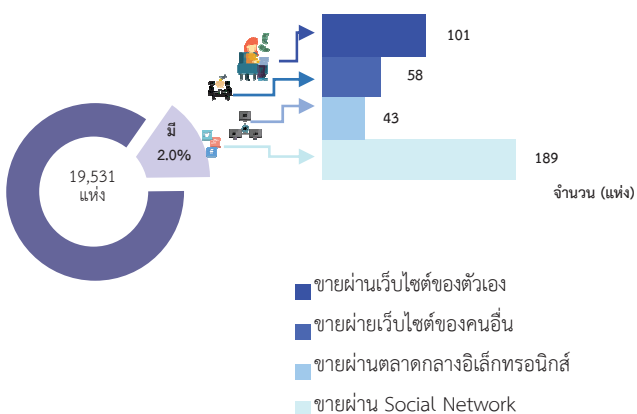 101
58
43
189
จำนวน (แห่ง)
มี
2.0%
19,531
แห่ง
ขายผ่านเว็บไซต์ของตัวเอง
ขายผ่ายเว็บไซต์ของคนอื่น
ขายผ่านตลาดกลางอิเล็กทรอนิกส์
ขายผ่าน Social Network